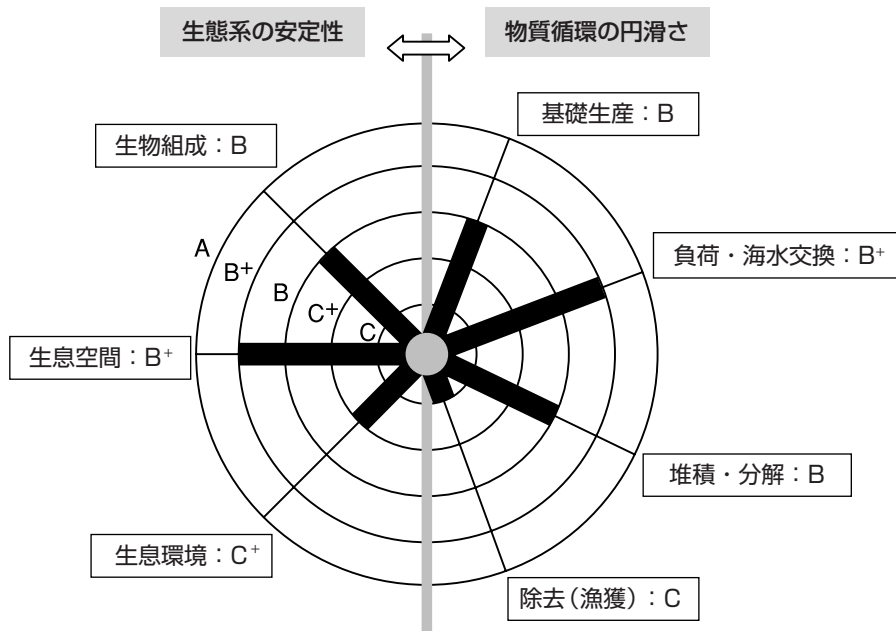 生態系の安定性
物質循環の円滑さ
基礎生産：B
生物組成：B
負荷・海水交換：B⁺
A
B⁺
B
C⁺
C
生息空間：B⁺
堆積・分解：B
生息環境：C⁺
除去（漁獲）：C